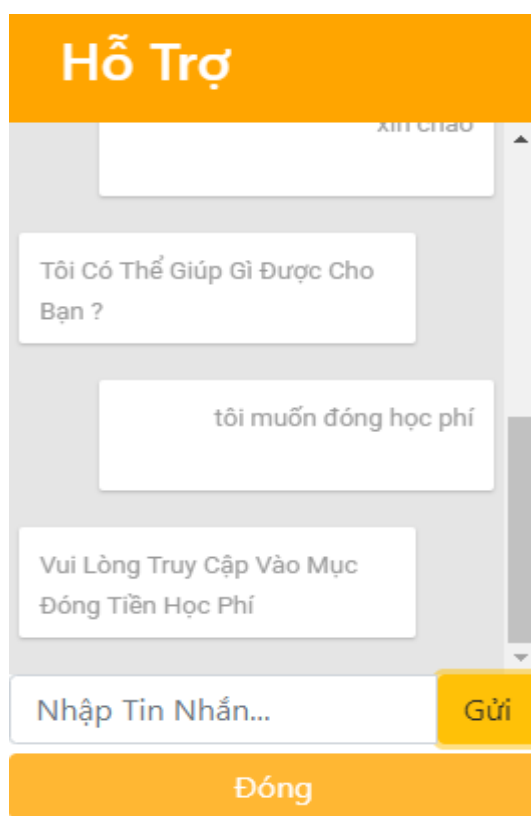 Hỗ Trợ
xin chào
Tôi Có Thể Giúp Gì Được Cho
Bạn ?
tôi muốn đóng học phí
Vui Lòng Truy Cập Vào Mục
Đóng Tiền Học Phí
Nhập Tin Nhắn...
Gửi
Đóng